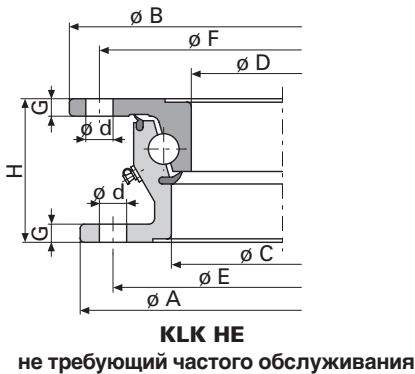 ø B
ø F
ø D
G
ø d
H
ø d
G
ø C
ø E
ø A
KLK HE
не требующий частого обслуживания